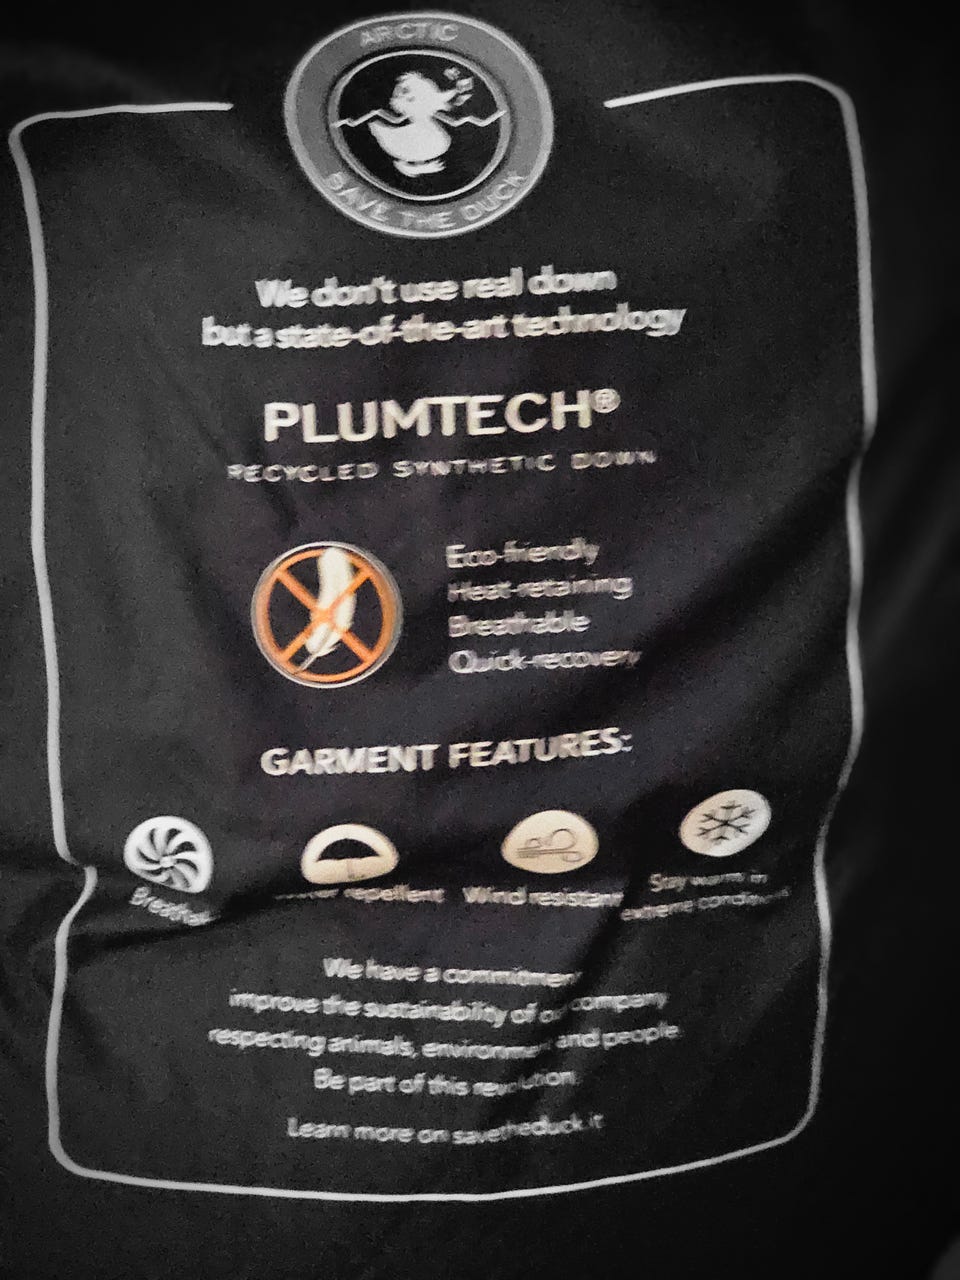 ARCTIC
SAVE THE DUCK
We don't use real down
but a state-of-the-art technology
PLUMTECH®
RECYCLED SYNTHETIC DOWN
Eco-friendly
Heat-retaining
Breathable
Quick-recovery
GARMENT FEATURES:
repellent
Wind resistant
Stay warm in
extreme
We have a
improve the sustainability of our company
respecting animals, and people.
Be part of this revolution.
Learn more on savetheduck.it